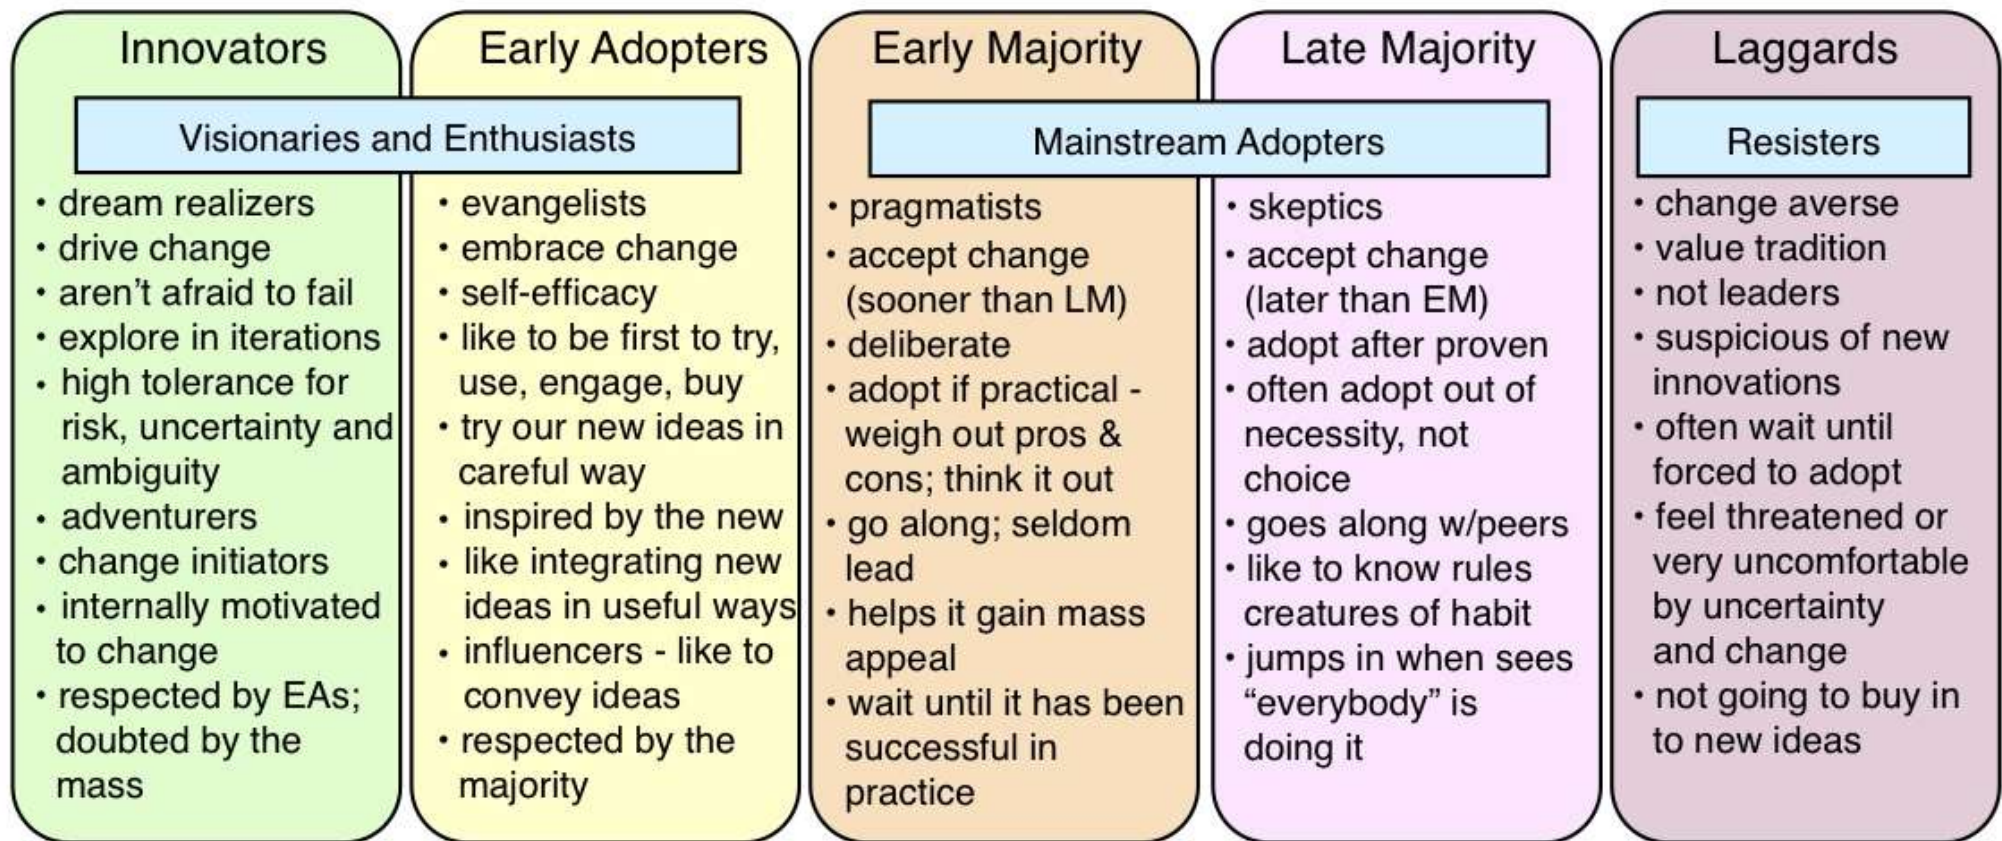 Innovators
Early Adopters
Visionaries and Enthusiasts
• dream realizers
• drive change
• aren't afraid to fail
• explore in iterations
• high tolerance for
risk, uncertainty and
ambiguity
• adventurers
• change initiators
• internally motivated
to change
• respected by EAs;
doubted by the
mass
• evangelists
• embrace change
• self-efficacy
• like to be first to try,
use, engage, buy
• try our new ideas in
careful way
• inspired by the new
• like integrating new
ideas in useful ways
• influencers - like to
convey ideas
• respected by the
majority
Early Majority
Late Majority
Mainstream Adopters
• pragmatists
• accept change
(sooner than LM)
• deliberate
• adopt if practical -
weigh out pros &
cons; think it out
• go along; seldom
lead
• helps it gain mass
appeal
• wait until it has been
successful in
practice
• skeptics
• accept change
(later than EM)
• adopt after proven
• often adopt out of
necessity, not
choice
• goes along w/peers
• like to know rules
creatures of habit
• jumps in when sees
“everybody” is
doing it
Laggards
Resisters
• change averse
• value tradition
• not leaders
• suspicious of new
innovations
• often wait until
forced to adopt
• feel threatened or
very uncomfortable
by uncertainty
and change
• not going to buy in
to new ideas